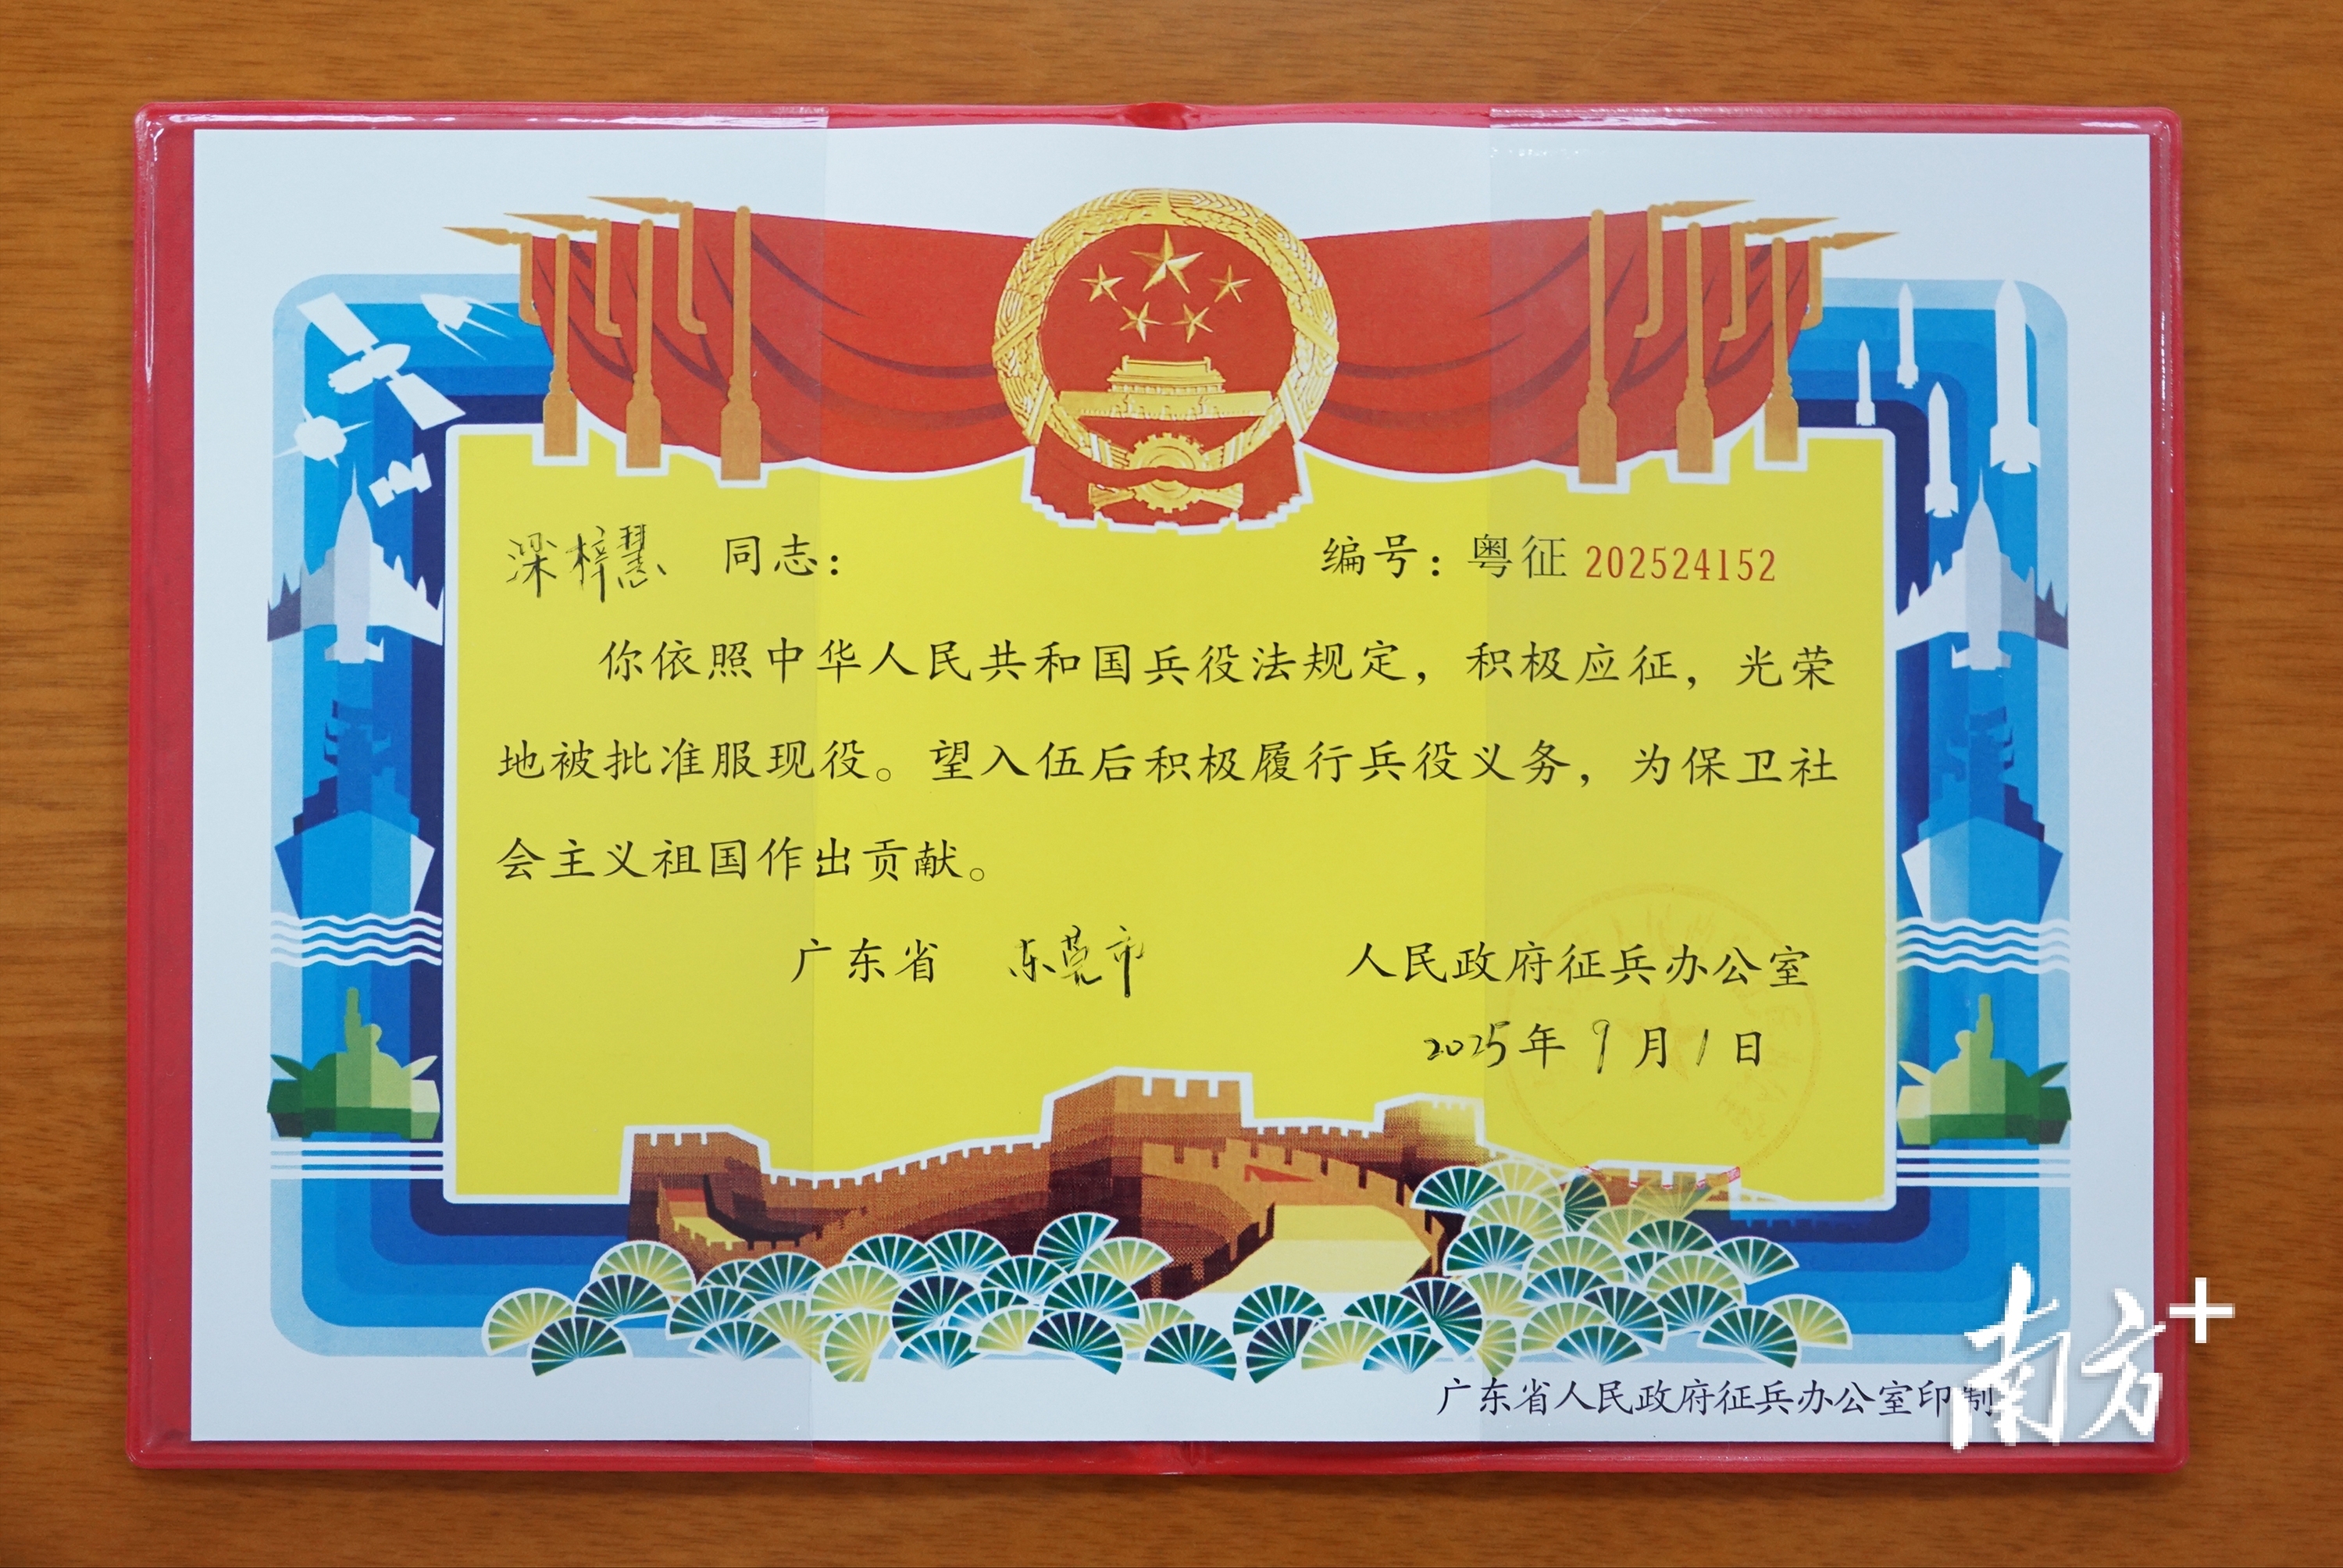 梁梓慧 同志： 编号：粤征 202524152
你依照中华人民共和国兵役法规定，积极应征，光荣
地被批准服现役。望入伍后积极履行兵役义务，为保卫社
会主义祖国作出贡献。
广东省 东莞市 人民政府征兵办公室
2025年 9 月 1 日
广东省人民政府征兵办公室印制
南方+